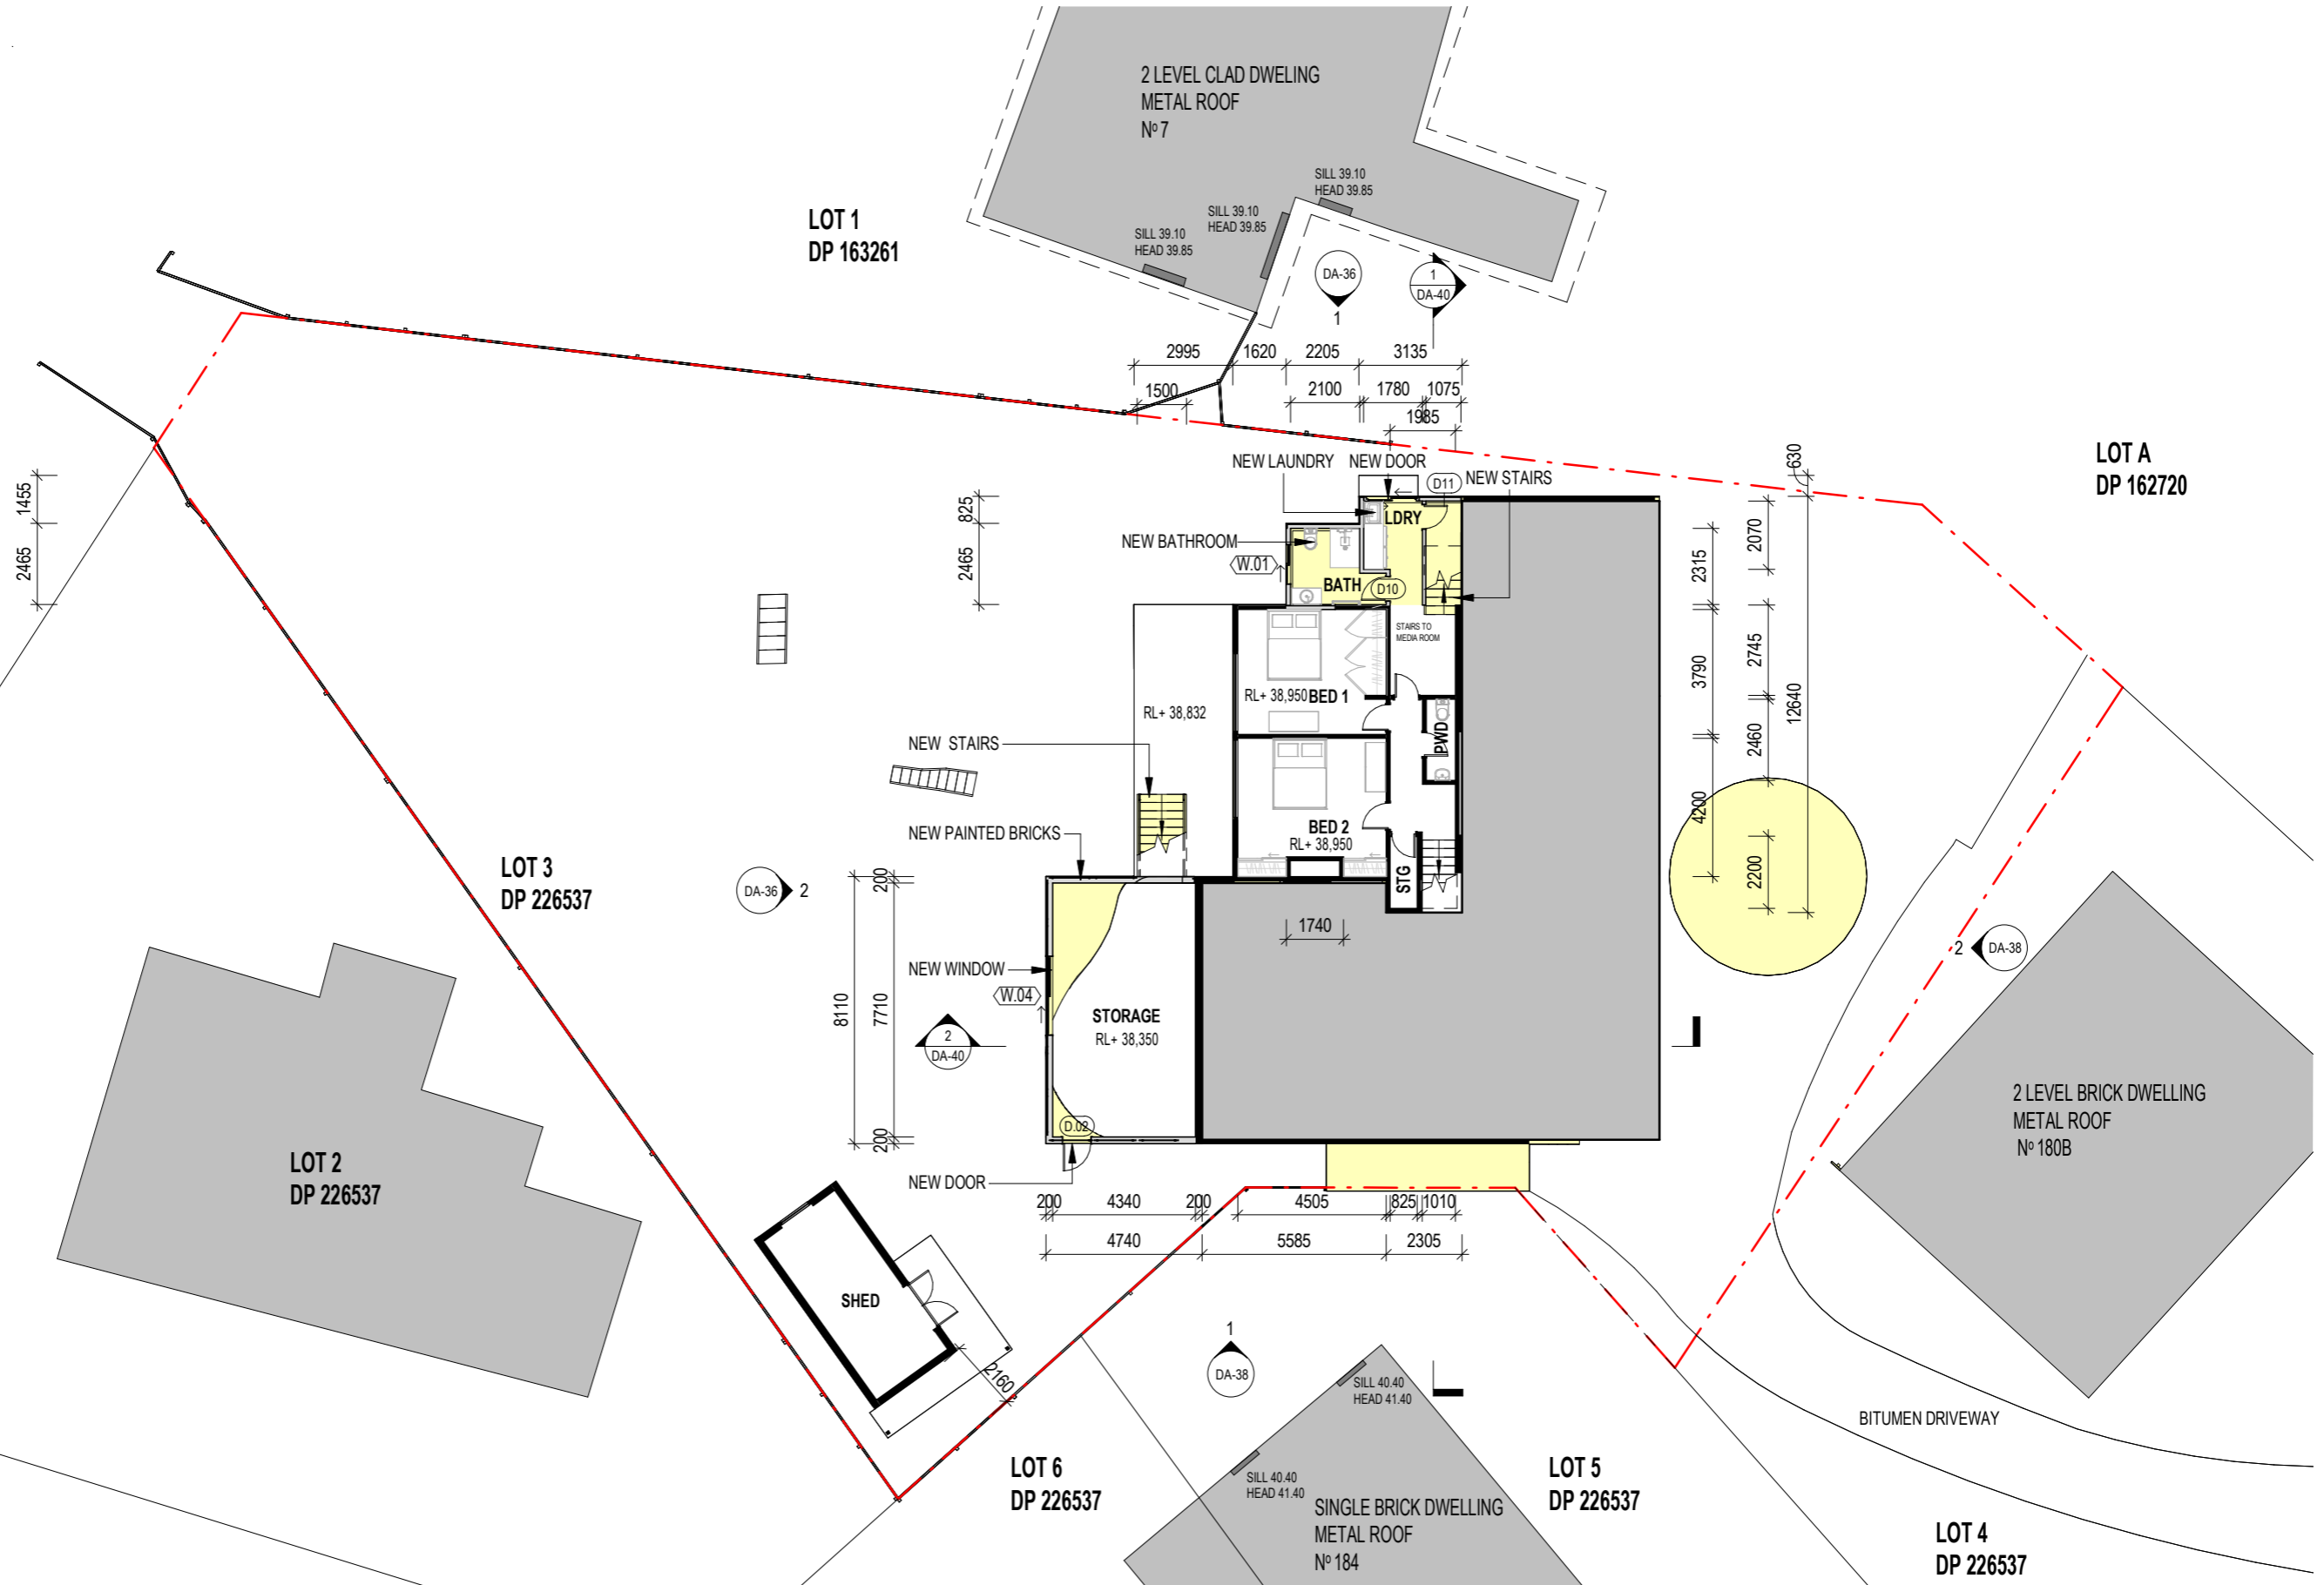 2 LEVEL CLAD DWELING
METAL ROOF
Nº 7
SILL 39.10
HEAD 39.85
SILL 39.10
HEAD 39.85
SILL 39.10
HEAD 39.85
LOT 1
DP 163261
DA-36
1
1
DA-40
2995
1620
2205
3135
1500
2100
1780
1075
1985
LOT A
DP 162720
NEW LAUNDRY
NEW DOOR
D11
NEW STAIRS
630
1455
2465
825
2465
LDRY
NEW BATHROOM
W.01
BATH
D10
2315
2070
STAIRS TO
MEDIA ROOM
3790
2745
12640
RL+ 38,950
BED 1
RL+ 38,832
PWD
2460
NEW STAIRS
4200
NEW PAINTED BRICKS
BED 2
RL+ 38,950
STG
2200
LOT 3
DP 226537
DA-36
2
200
1740
2
DA-38
NEW WINDOW
W.04
8110
7710
STORAGE
RL+ 38,350
2
DA-40
2 LEVEL BRICK DWELLING
METAL ROOF
Nº 180B
D.02
200
LOT 2
DP 226537
NEW DOOR
200
4340
200
4505
825
1010
4740
5585
2305
SHED
2160
1
DA-38
SILL 40.40
HEAD 41.40
BITUMEN DRIVEWAY
LOT 6
DP 226537
SILL 40.40
HEAD 41.40
LOT 5
DP 226537
SINGLE BRICK DWELLING
METAL ROOF
Nº 184
LOT 4
DP 226537